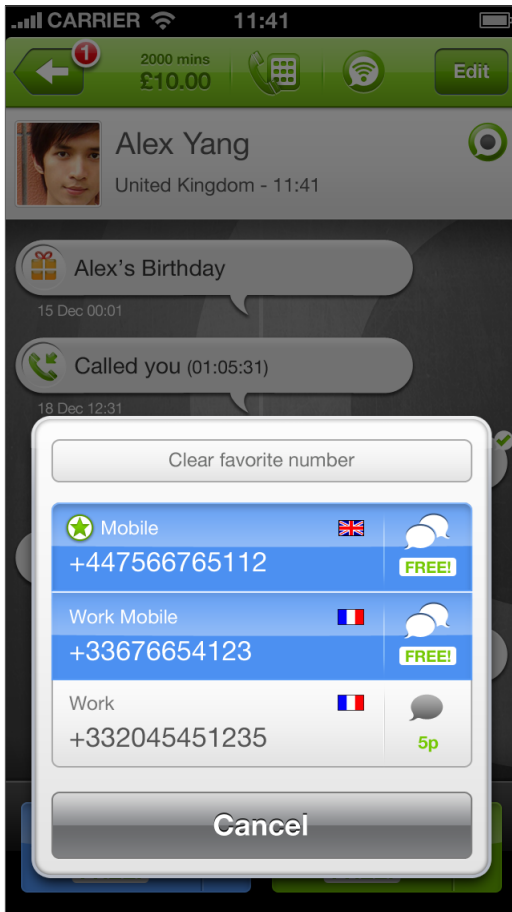 CARRIER 11:41
1
2000 mins
£10.00
Edit
Alex Yang
United Kingdom - 11:41
Alex's Birthday
15 Dec 00:01
Called you (01:05:31)
18 Dec 12:31
Clear favorite number
Mobile
+447566765112
FREE!
Work Mobile
+33676654123
FREE!
Work
+332045451235
5p
Cancel